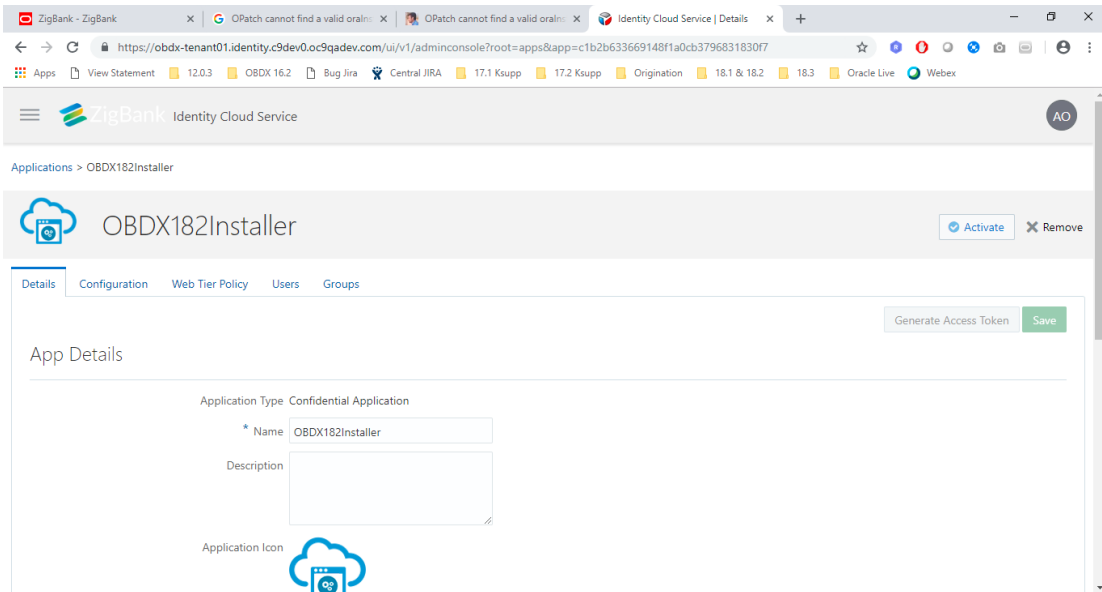 ZigBank - ZigBank
OPatch cannot find a valid oraIns
OPatch cannot find a valid oraIns
Identity Cloud Service | Details
https://obdx-tenant01.identity.c9dev0.oc9qadev.com/ui/v1/adminconsole?root=apps&app=c1b2b633669148f1a0cb3796831830f7
Apps View Statement 12.0.3 OBDX 16.2 Bug Jira Central JIRA 17.1 Ksupp 17.2 Ksupp Origination 18.1 & 18.2 18.3 Oracle Live Webex
ZigBank Identity Cloud Service
AO
Applications > OBDX182Installer
OBDX182Installer
Activate Remove
Details Configuration Web Tier Policy Users Groups
Generate Access Token Save
App Details
Application Type Confidential Application
* Name OBDX182Installer
Description
Application Icon